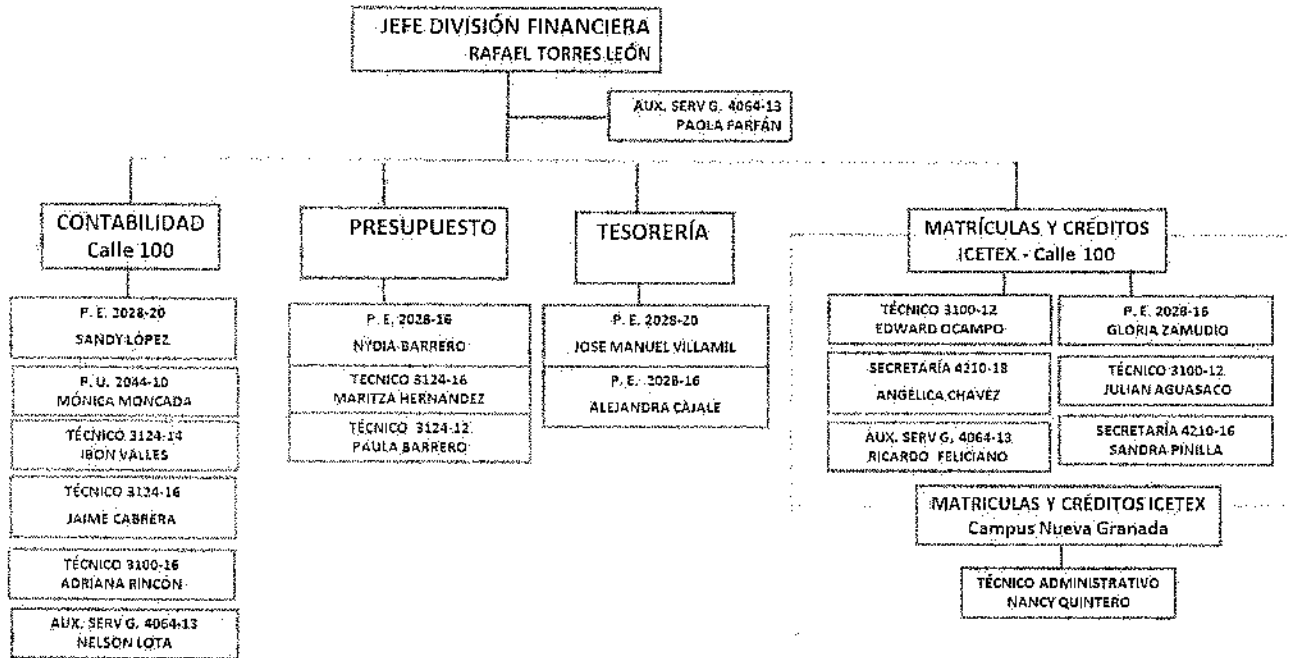 JEFE DIVISIÓN FINANCIERA
RAFAEL TORRES LEÓN
AUX. SERV G. 4064-13
PAOLA FARFÁN
CONTABILIDAD
Calle 100
P. E. 2028-20
SANDY LÓPEZ
P. U. 2044-10
MÓNICA MONCADA
TÉCNICO 3124-14
IBON VALLES
TÉCNICO 3124-16
JAIME CABRERA
TÉCNICO 3100-16
ADRIANA RINCÓN
AUX. SERV G. 4064-13
NELSON LOTA
PRESUPUESTO
P. E. 2028-16
NYDIA BARRERO
TECNICO 3124-16
MARITZA HERNÁNDEZ
TÉCNICO 3124-12
PAULA BARRERO
TESORERÍA
P. E. 2028-20
JOSE MANUEL VILLAMIL
P. E. 2028-16
ALEJANDRA CAJALE
MATRÍCULAS Y CRÉDITOS
ICETEX - Calle 100
TÉCNICO 3100-12
EDWARD OCAMPO
SECRETARÍA 4210-18
ANGÉLICA CHÁVEZ
AUX. SERV G. 4064-13
RICARDO FELICIANO
P. E. 2028-16
GLORIA ZAMUDIO
TÉCNICO 3100-12
JULIAN AGUASACO
SECRETARÍA 4210-16
SANDRA PINILLA
MATRICULAS Y CRÉDITOS ICETEX
Campus Nueva Granada
TÉCNICO ADMINISTRATIVO
NANCY QUINTERO